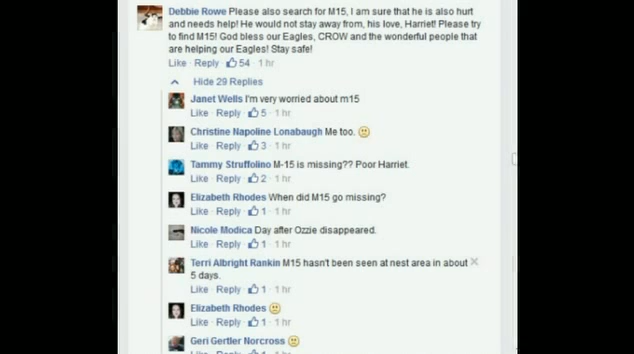 Debbie Rowe Please also search for M15, I am sure that he is also hurt
and needs help! He would not stay away from, his love, Harriet! Please try
to find M15! God bless our Eagles, CROW and the wonderful people that
are helping our Eagles! Stay safe!
Like · Reply · 54 · 1 hr
Hide 29 Replies
Janet Wells I'm very worried about m15
Like · Reply · 5 · 1 hr
Christine Napoline Lonabaugh Me too.
Like · Reply · 3 · 1 hr
Tammy Struffolino M-15 is missing?? Poor Harriet.
Like · Reply · 2 · 1 hr
Elizabeth Rhodes When did M15 go missing?
Like · Reply · 1 · 1 hr
Nicole Modica Day after Ozzie disappeared.
Like · Reply · 1 · 1 hr
Terri Albright Rankin M15 hasn't been seen at nest area in about
5 days.
Like · Reply · 1 · 1 hr
Elizabeth Rhodes
Like · Reply · 1 · 1 hr
Geri Gertler Norcross
Like · Reply · 1 · 1 hr